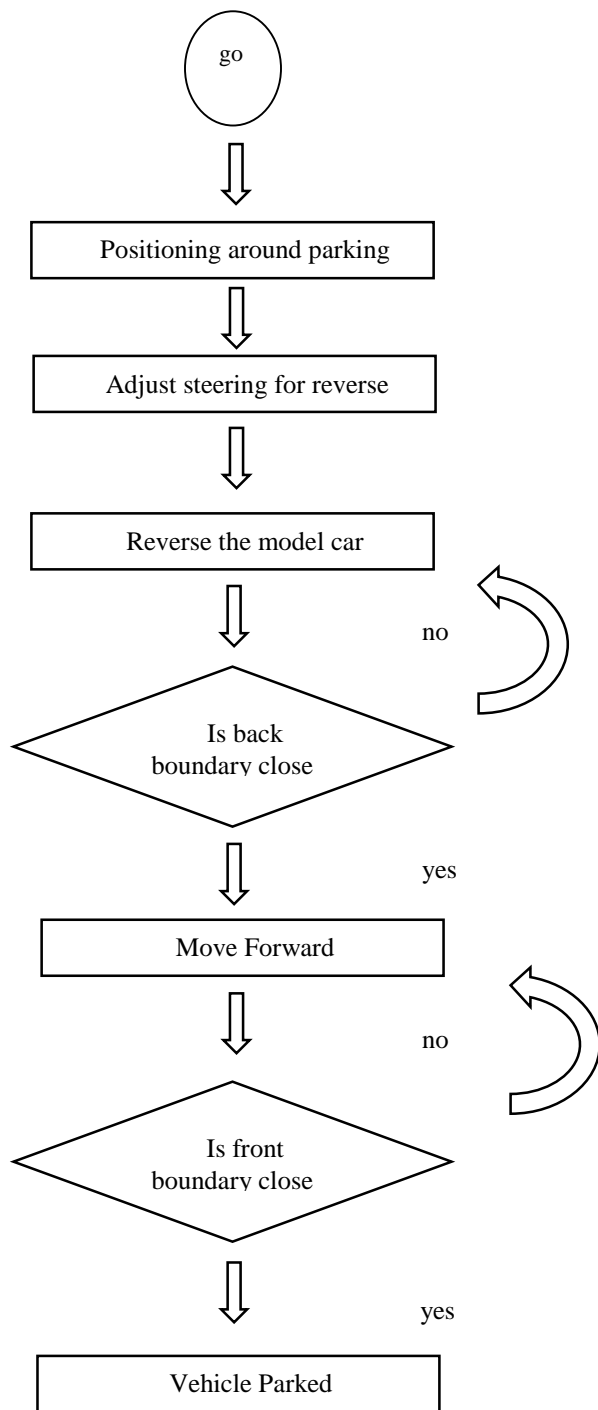 go
Positioning around parking
Adjust steering for reverse
Reverse the model car
no
Is back
boundary close
yes
Move Forward
no
Is front
boundary close
yes
Vehicle Parked